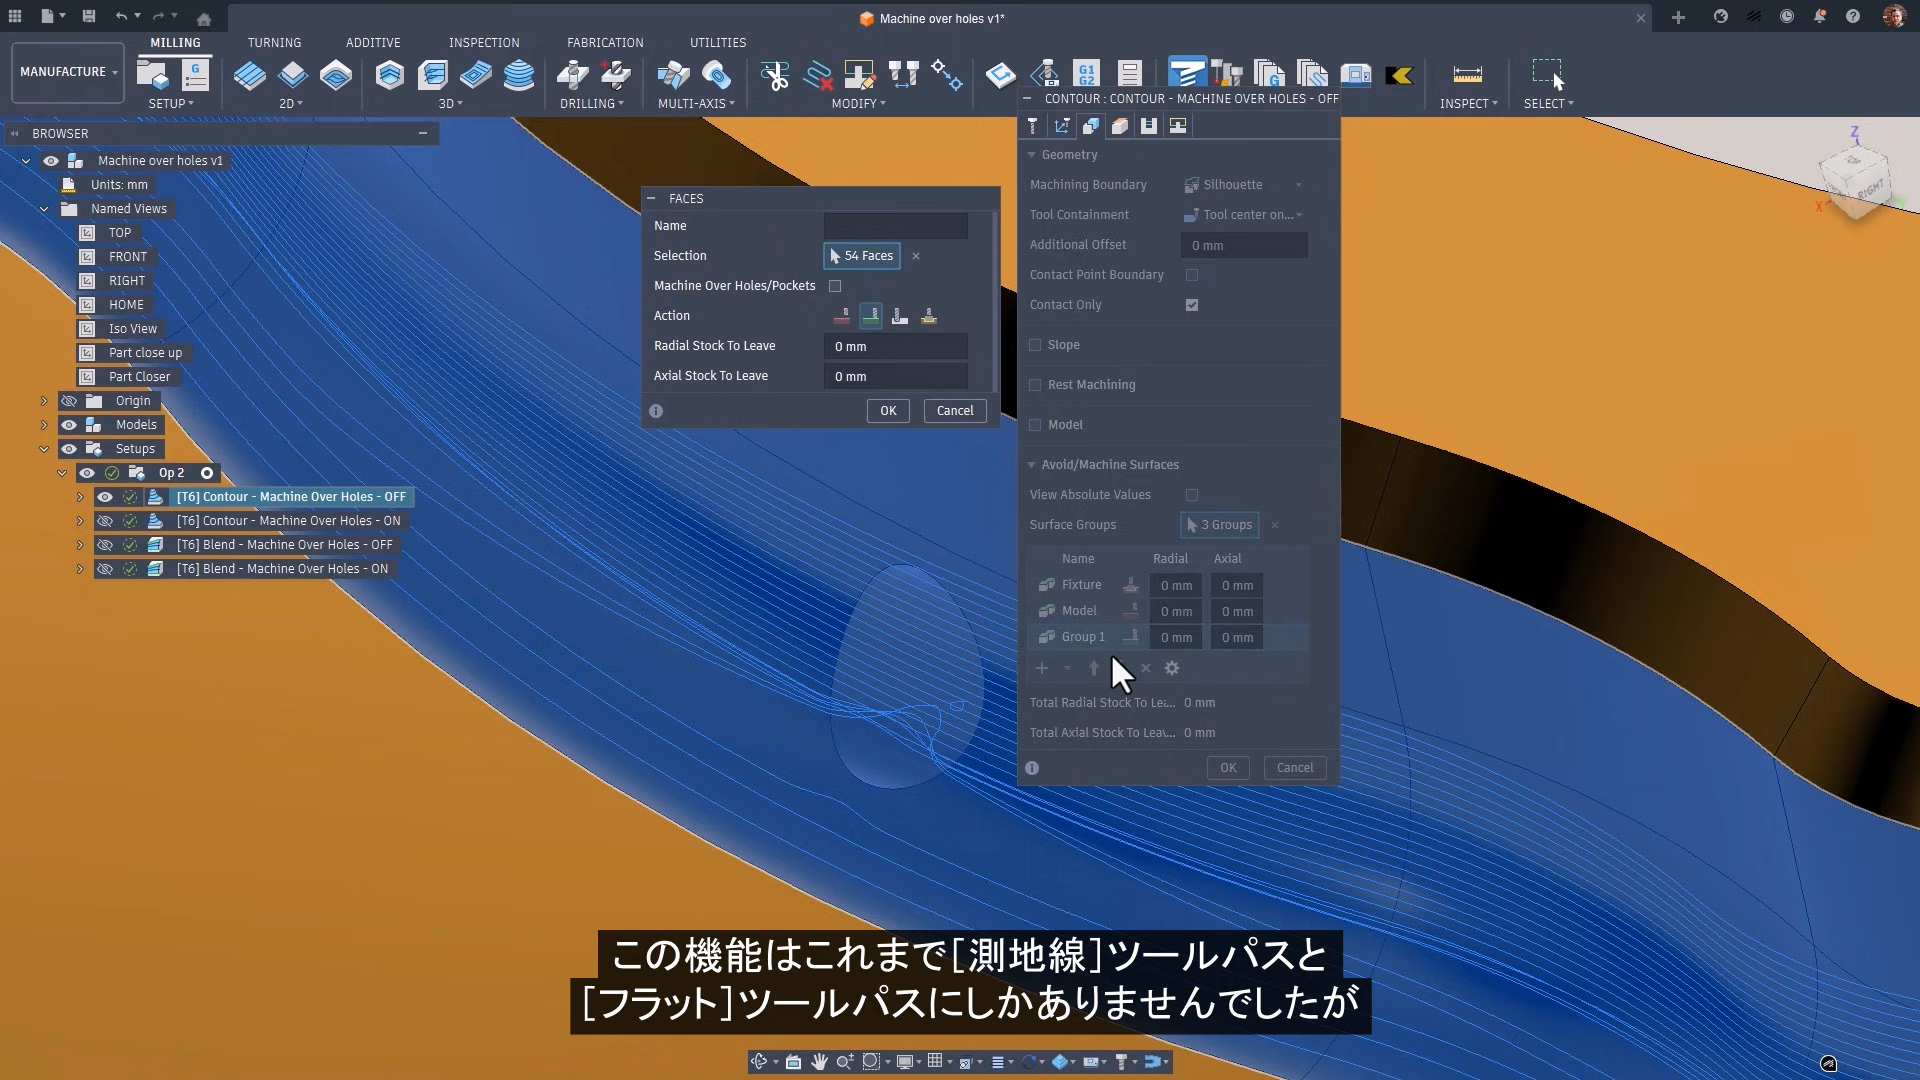 Machine over holes v1*
MANUFACTURE
MILLING
TURNING
ADDITIVE
INSPECTION
FABRICATION
UTILITIES
SETUP
2D
3D
DRILLING
MULTI-AXIS
MODIFY
G1
G2
INSPECT
SELECT
BROWSER
Machine over holes v1
Units: mm
Named Views
TOP
FRONT
RIGHT
HOME
Iso View
Part close up
Part Closer
Origin
Models
Setups
Op 2
[T6] Contour - Machine Over Holes - OFF
[T6] Contour - Machine Over Holes - ON
[T6] Blend - Machine Over Holes - OFF
[T6] Blend - Machine Over Holes - ON
FACES
Name
Selection 54 Faces
Machine Over Holes/Pockets
Action
Radial Stock To Leave 0 mm
Axial Stock To Leave 0 mm
OK Cancel
CONTOUR : CONTOUR - MACHINE OVER HOLES - OFF
Geometry
Machining Boundary Silhouette
Tool Containment Tool center on...
Additional Offset 0 mm
Contact Point Boundary
Contact Only
Slope
Rest Machining
Model
Avoid/Machine Surfaces
View Absolute Values
Surface Groups 3 Groups
Name Radial Axial
Fixture 0 mm 0 mm
Model 0 mm 0 mm
Group 1 0 mm 0 mm
Total Radial Stock To Le... 0 mm
Total Axial Stock To Leav... 0 mm
OK Cancel
Z
X
RIGHT
この機能はこれまで[測地線]ツールパスと
[フラット]ツールパスにしかありませんでしたが